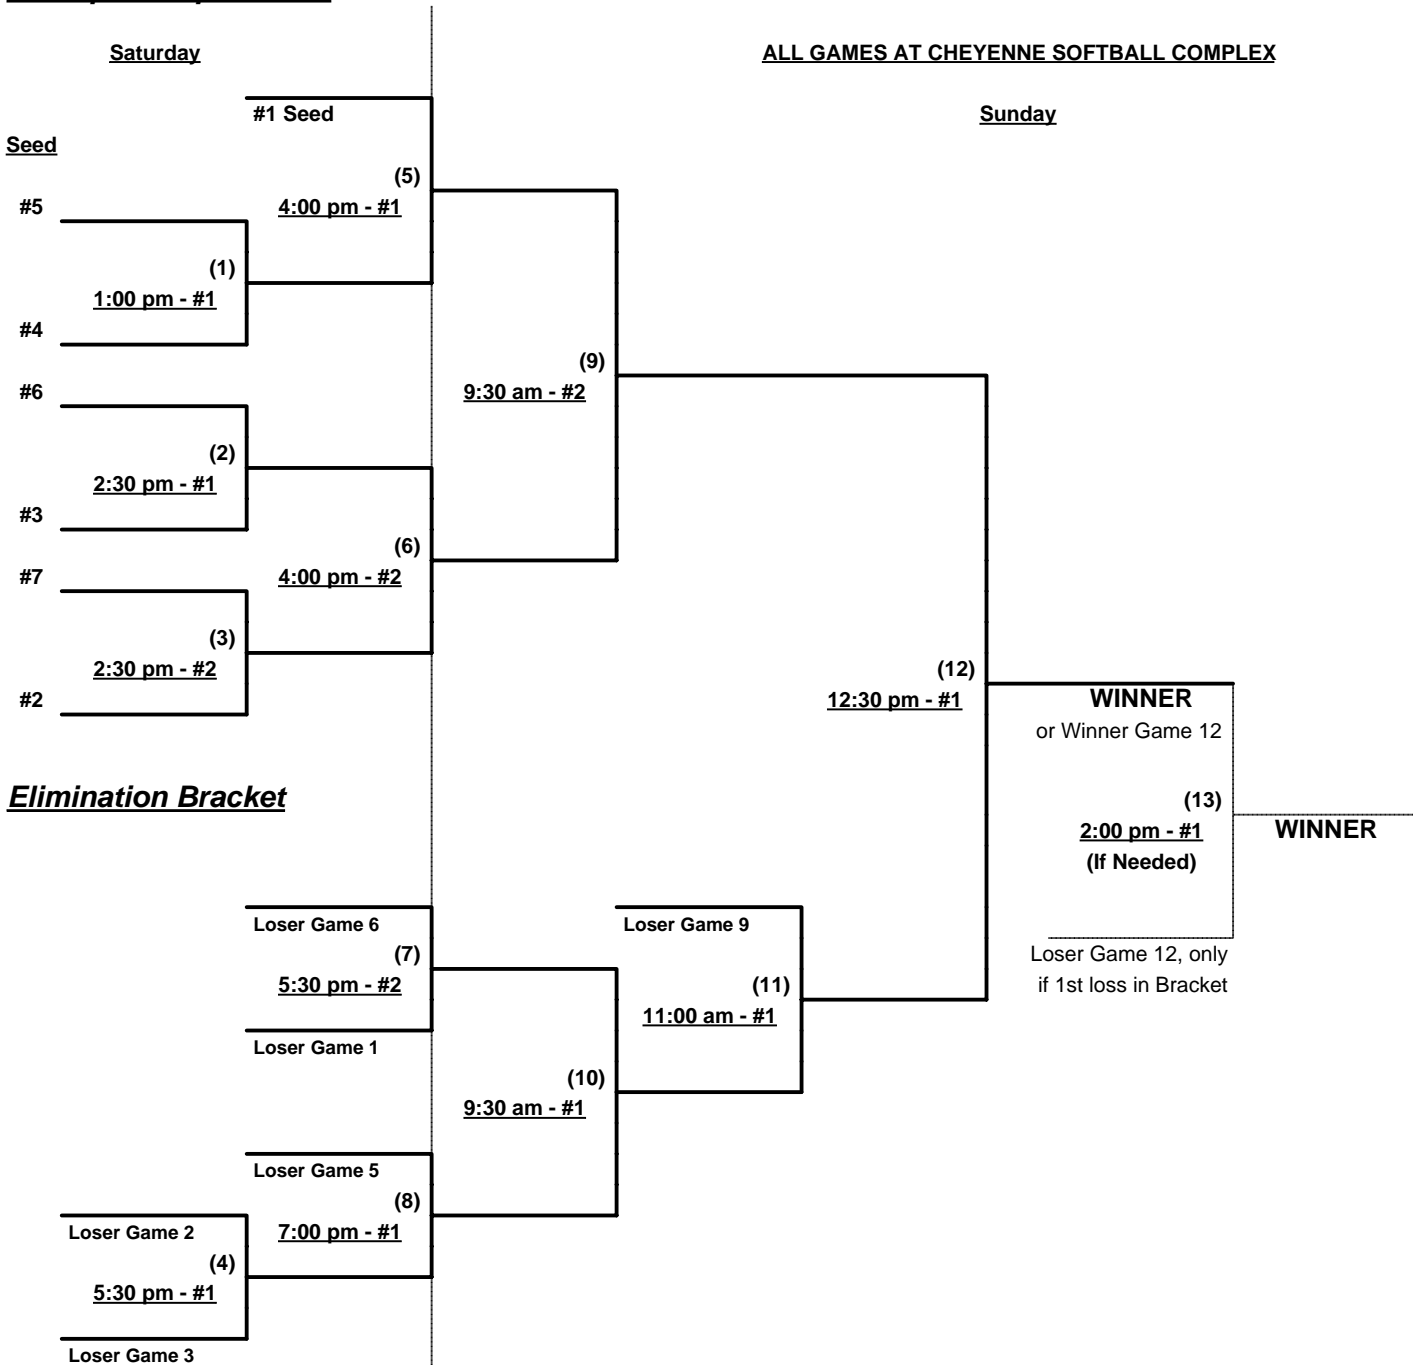 Saturday
ALL GAMES AT CHEYENNE SOFTBALL COMPLEX
#1 Seed
Sunday
Seed
(5)
#5
4:00 pm - #1
(1)
1:00 pm - #1
#4
(9)
#6
9:30 am - #2
(2)
2:30 pm - #1
#3
(6)
#7
4:00 pm - #2
(3)
2:30 pm - #2
(12)
#2
12:30 pm - #1
WINNER
or Winner Game 12
Elimination Bracket
(13)
2:00 pm - #1
WINNER
(If Needed)
Loser Game 6
Loser Game 9
(7)
Loser Game 12, only
5:30 pm - #2
(11)
if 1st loss in Bracket
11:00 am - #1
Loser Game 1
(10)
9:30 am - #1
Loser Game 5
(8)
Loser Game 2
7:00 pm - #1
(4)
5:30 pm - #1
Loser Game 3